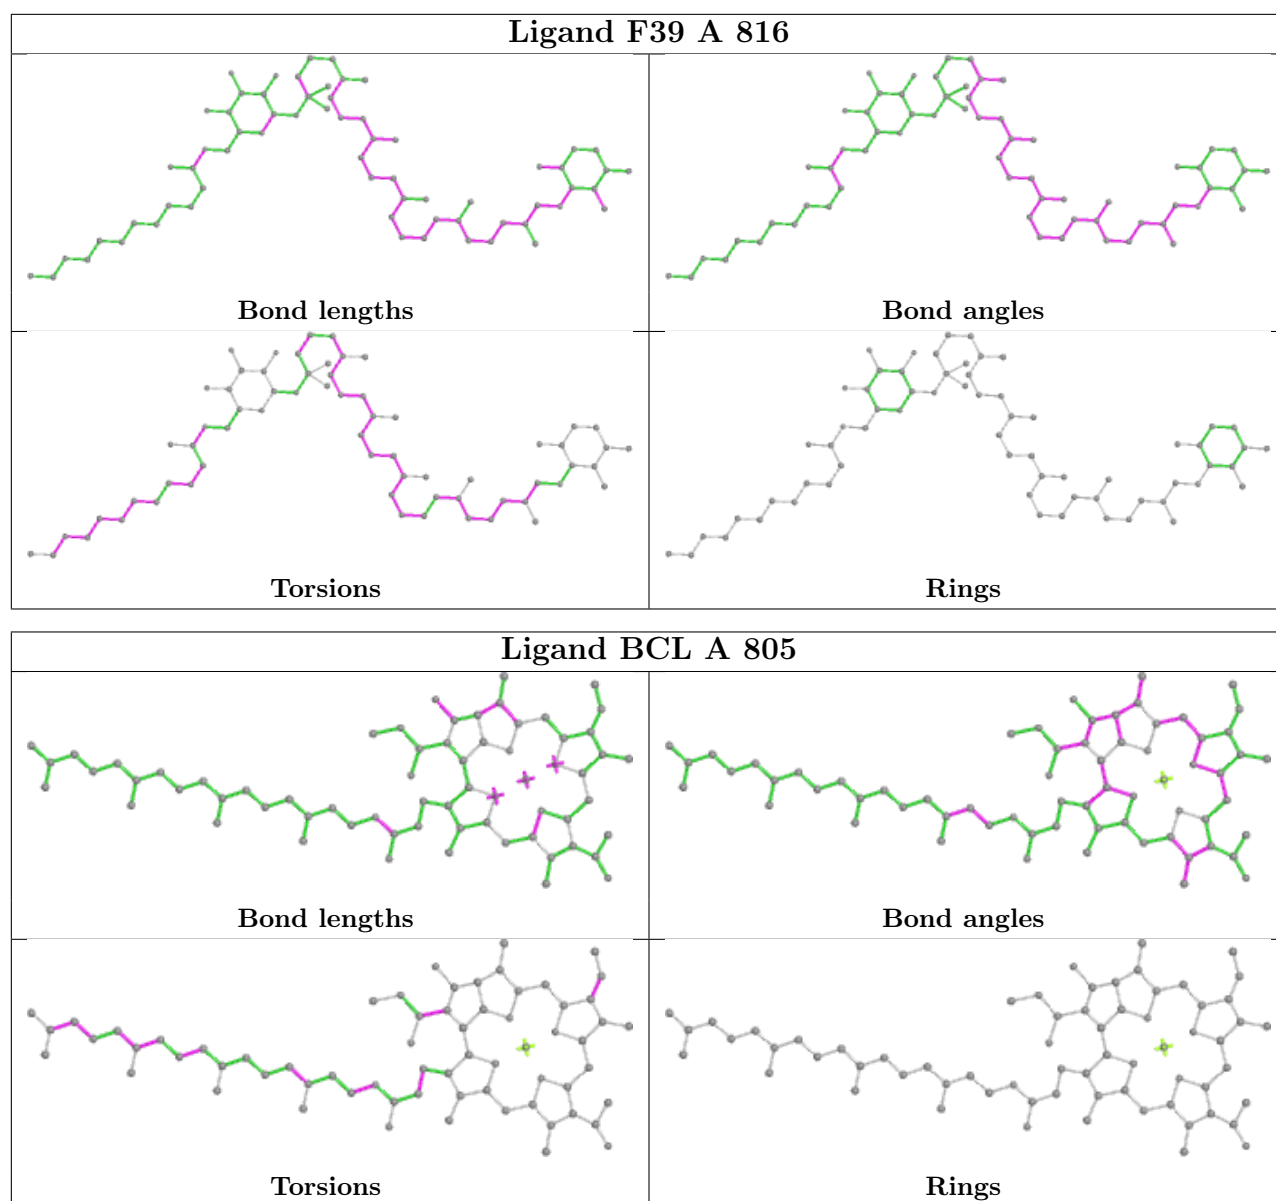 Ligand F39 A 816
Bond lengths
Bond angles
Torsions
Rings
Ligand BCL A 805
Bond lengths
Bond angles
Torsions
Rings